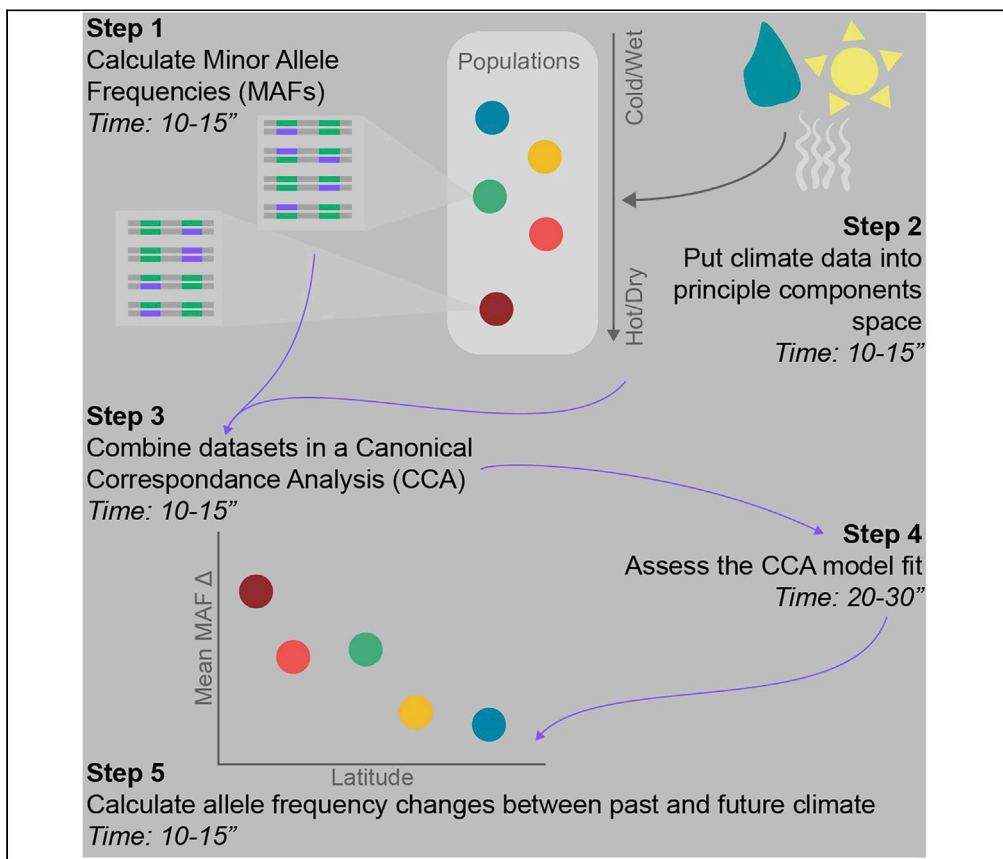 Step 1
Calculate Minor Allele
Frequencies (MAFs)
Time: 10-15”
Populations
Cold/Wet
Hot/Dry
Step 2
Put climate data into
principle components
space
Time: 10-15”
Step 3
Combine datasets in a Canonical
Correspondance Analysis (CCA)
Time: 10-15”
Step 4
Assess the CCA model fit
Time: 20-30”
Mean MAF Δ
Latitude
Step 5
Calculate allele frequency changes between past and future climate
Time: 10-15”